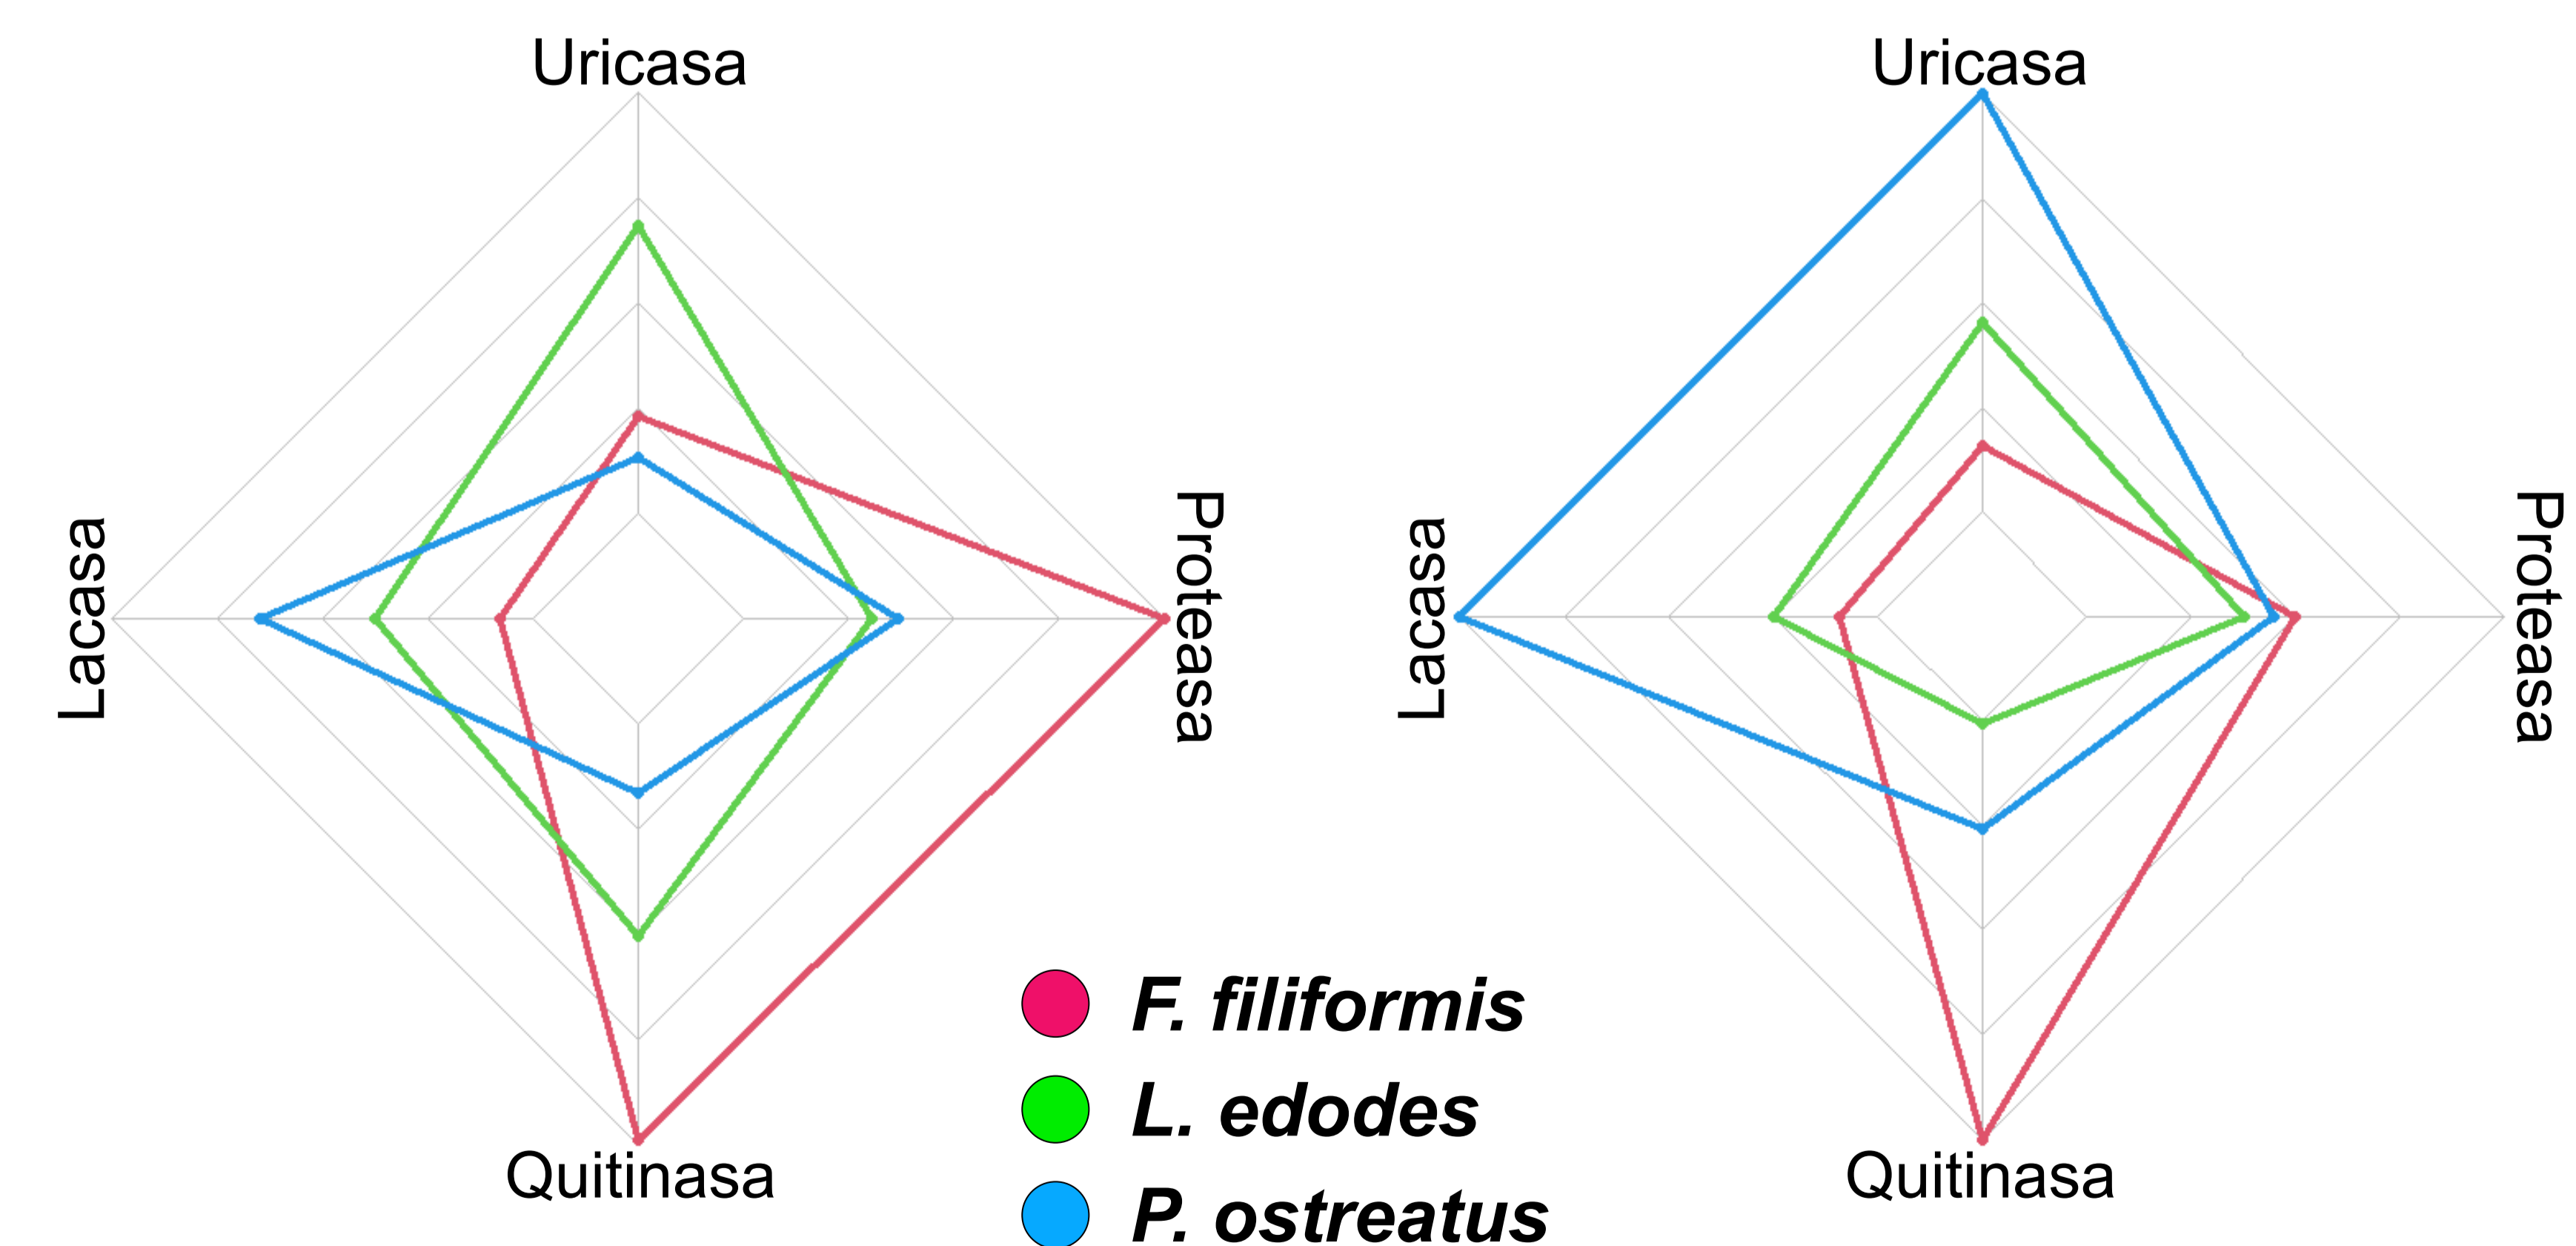 Uricasa
Lacasa
Proteasa
Quitinasa
Uricasa
Lacasa
Proteasa
Quitinasa
F. filiformis
L. edodes
P. ostreatus